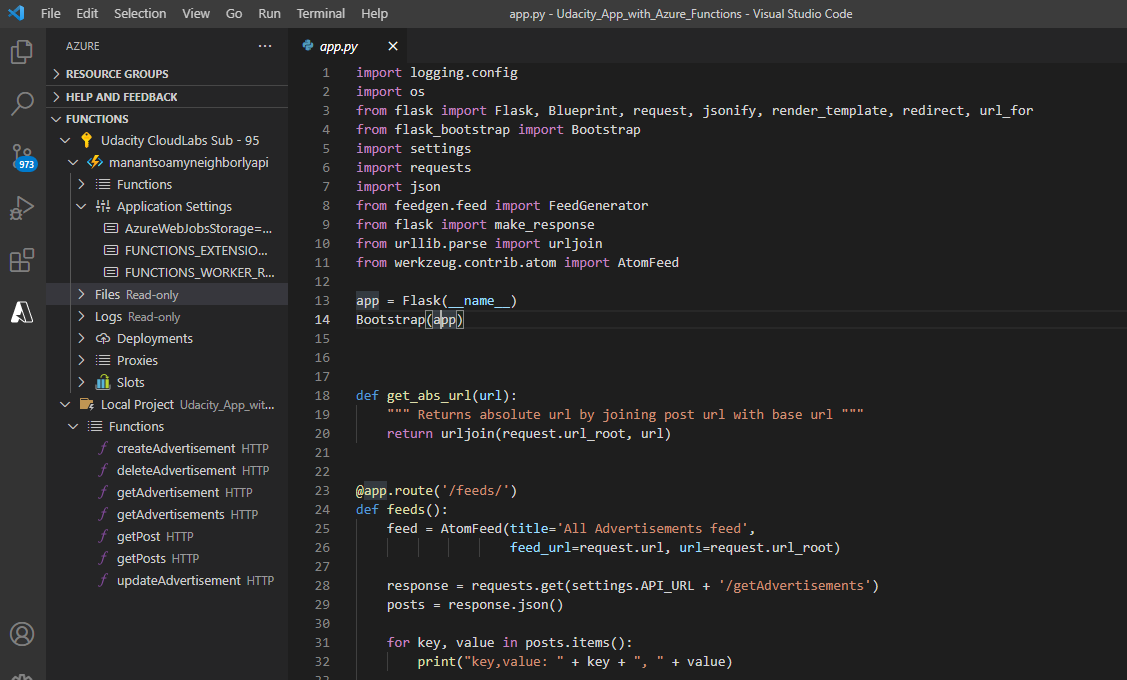 File Edit Selection View Go Run Terminal Help app.py - Udacity_App_with_Azure_Functions - Visual Studio Code
AZURE ...
RESOURCE GROUPS
HELP AND FEEDBACK
FUNCTIONS
Udacity CloudLabs Sub - 95
manantsoamyneighborlyapi
Functions
Application Settings
AzureWebJobsStorage=...
FUNCTIONS_EXTENSIO...
FUNCTIONS_WORKER_R...
Files Read-only
Logs Read-only
Deployments
Proxies
Slots
Local Project Udacity_App_wit...
Functions
createAdvertisement HTTP
deleteAdvertisement HTTP
getAdvertisement HTTP
getAdvertisements HTTP
getPost HTTP
getPosts HTTP
updateAdvertisement HTTP
973
app.py
1 import logging.config
2 import os
3 from flask import Flask, Blueprint, request, jsonify, render_template, redirect, url_for
4 from flask_bootstrap import Bootstrap
5 import settings
6 import requests
7 import json
8 from feedgen.feed import FeedGenerator
9 from flask import make_response
10 from urllib.parse import urljoin
11 from werkzeug.contrib.atom import AtomFeed
12
13 app = Flask(__name__)
14 Bootstrap(app)
15
16
17
18 def get_abs_url(url):
19     """ Returns absolute url by joining post url with base url """
20     return urljoin(request.url_root, url)
21
22
23 @app.route('/feeds/')
24 def feeds():
25     feed = AtomFeed(title='All Advertisements feed',
26                     feed_url=request.url, url=request.url_root)
27
28     response = requests.get(settings.API_URL + '/getAdvertisements')
29     posts = response.json()
30
31     for key, value in posts.items():
32         print("key,value: " + key + ", " + value)